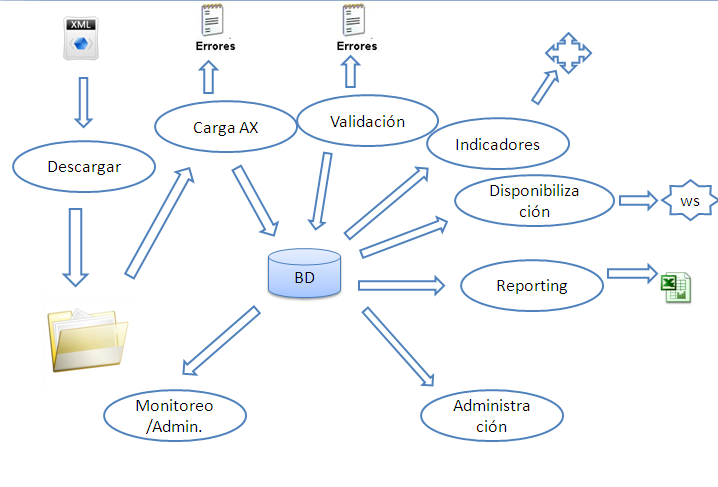 XML
Errores
Errores
Carga AX
Validación
Indicadores
Descargar
Disponibiliza
ción
ws
BD
Reporting
Monitoreo
/Admin.
Administra
ción